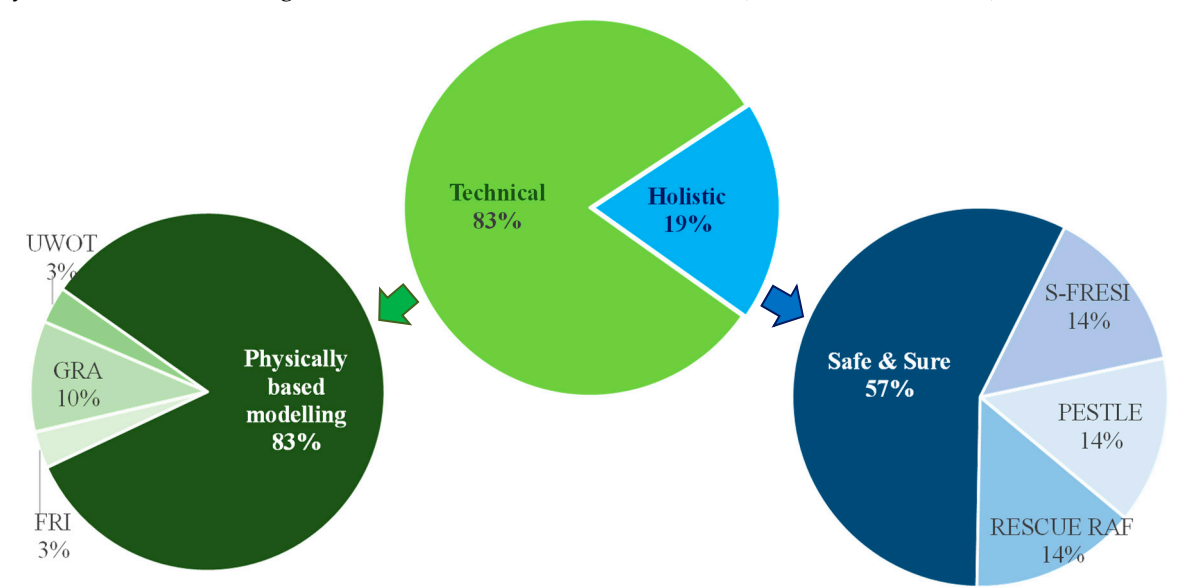 Technical
83%
Holistic
19%
UWOT
3%
GRA
10%
Physically
based
modelling
83%
FRI
3%
Safe & Sure
57%
S-FRESI
14%
PESTLE
14%
RESCUE RAF
14%